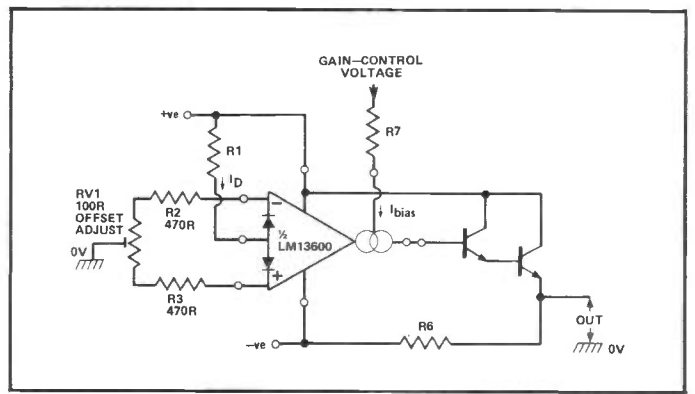 GAIN—CONTROL
VOLTAGE
+ve
R1
R7
ID
RV1
100R
OFFSET
ADJUST
R2
470R
−
Ibias
½
LM13600
0V
+
R3
470R
−ve
R6
OUT
0V